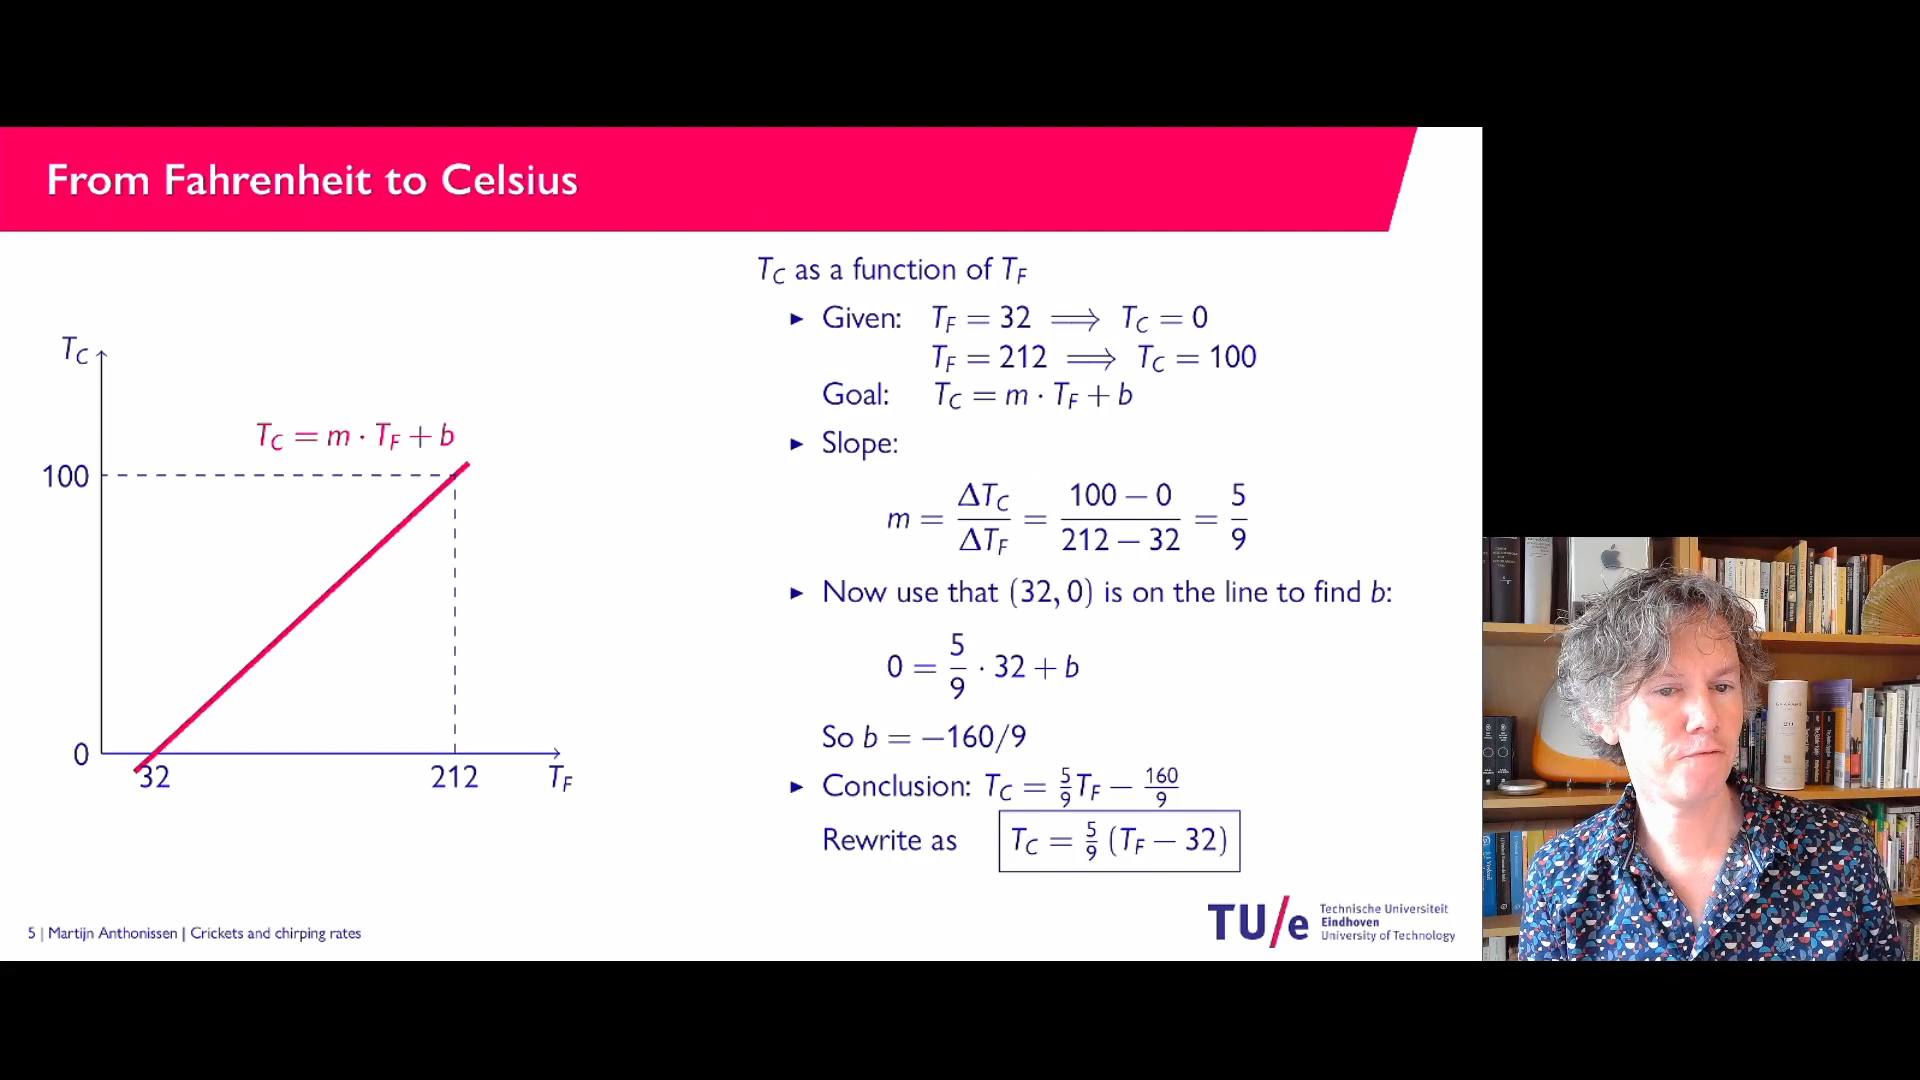 From Fahrenheit to Celsius
T_C as a function of T_F
▸ Given: T_F = 32 ⟹ T_C = 0
T_F = 212 ⟹ T_C = 100
Goal: T_C = m · T_F + b
▸ Slope:
m = ΔT_C/ΔT_F = (100 − 0)/(212 − 32) = 5/9
▸ Now use that (32, 0) is on the line to find b:
0 = 5/9 · 32 + b
So b = −160/9
▸ Conclusion: T_C = 5/9 T_F − 160/9
Rewrite as T_C = 5/9 (T_F − 32)
T_C
T_C = m · T_F + b
100
0
32
212
T_F
5 | Martijn Anthonissen | Crickets and chirping rates
TU/e
Technische Universiteit
Eindhoven
University of Technology